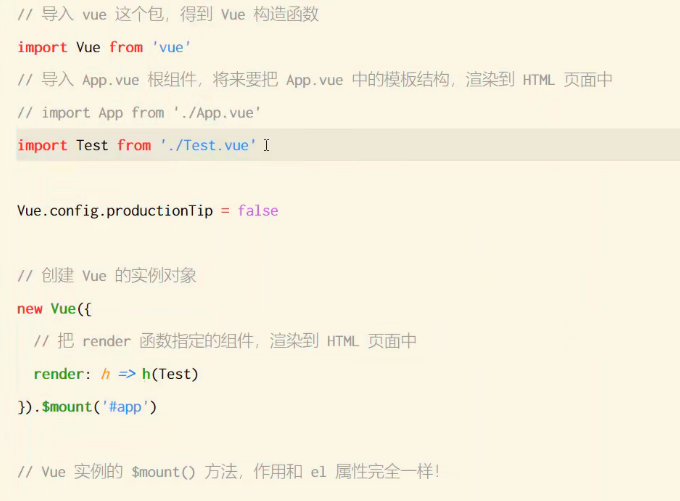 // 导入 vue 这个包，得到 Vue 构造函数
import Vue from 'vue'
// 导入 App.vue 根组件，将来要把 App.vue 中的模板结构，渲染到 HTML 页面中
// import App from './App.vue'
import Test from './Test.vue'
Vue.config.productionTip = false
// 创建 Vue 的实例对象
new Vue({
// 把 render 函数指定的组件，渲染到 HTML 页面中
render: h => h(Test)
}).$mount('#app')
// Vue 实例的 $mount() 方法，作用和 el 属性完全一样！